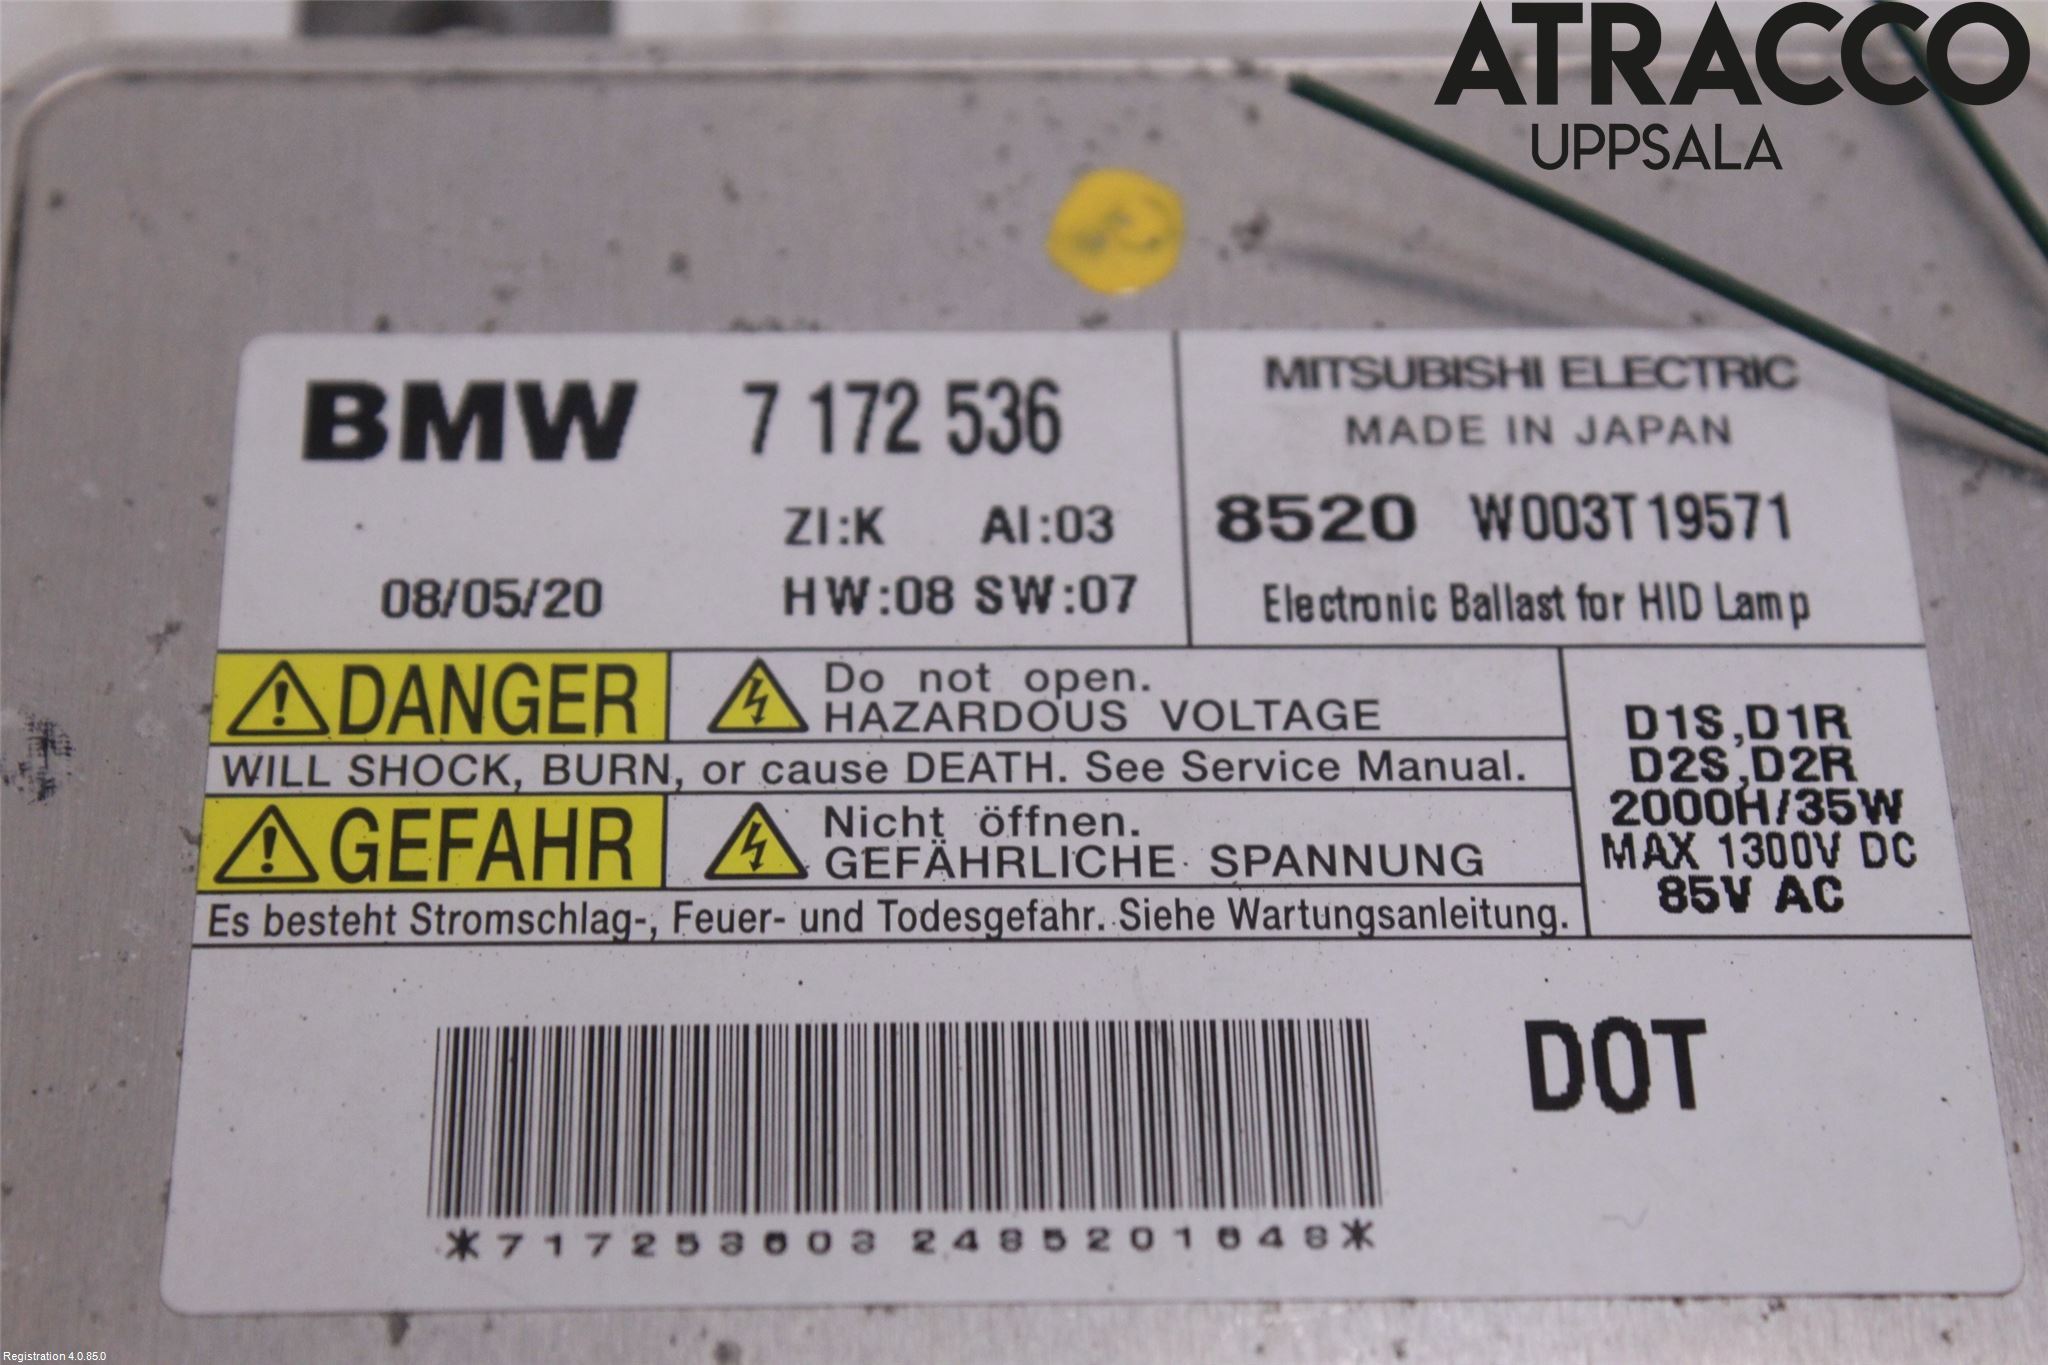 ATRACCO
UPPSALA
BMW 7 172 536
ZI:K AI:03
08/05/20 HW:08 SW:07
MITSUBISHI ELECTRIC
MADE IN JAPAN
8520 W003T19571
Electronic Ballast for HID Lamp
DANGER
Do not open.
HAZARDOUS VOLTAGE
WILL SHOCK, BURN, or cause DEATH. See Service Manual.
GEFAHR
Nicht öffnen.
GEFÄHRLICHE SPANNUNG
Es besteht Stromschlag-, Feuer- und Todesgefahr. Siehe Wartungsanleitung.
D1S,D1R
D2S,D2R
2000H/35W
MAX 1300V DC
85V AC
DOT
*717253603 2485201648*
Registration 4.0.85.0